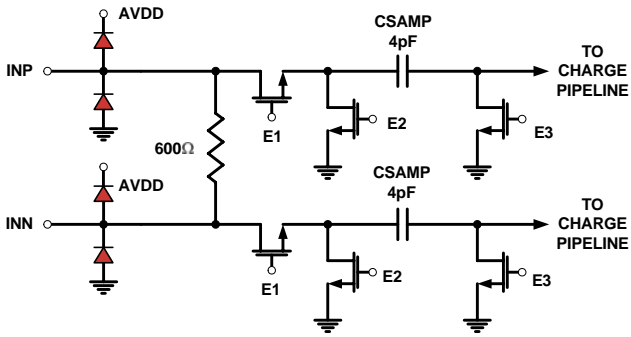 AVDD
CSAMP
4pF
TO
CHARGE
PIPELINE
INP
E1
E2
E3
600Ω
AVDD
CSAMP
4pF
TO
CHARGE
PIPELINE
INN
E1
E2
E3